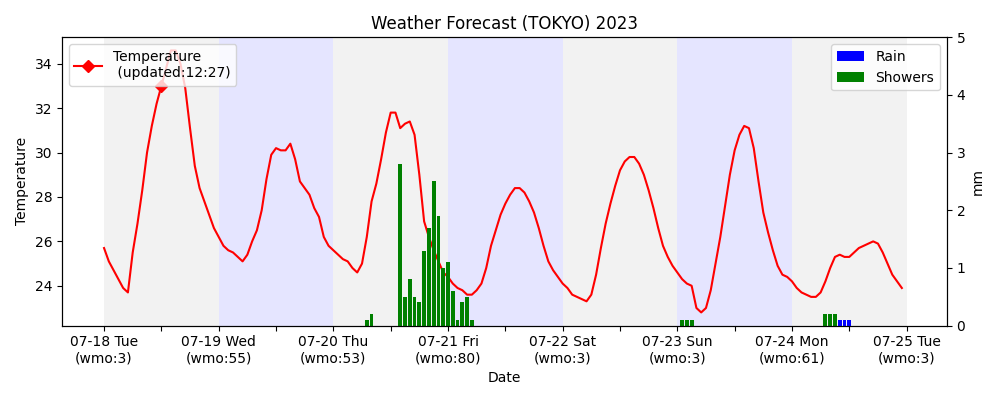 Weather Forecast (TOKYO) 2023
Temperature
(updated:12:27)
Rain
Showers
34
32
30
28
26
24
Temperature
5
4
3
2
1
0
mm
07-18 Tue
(wmo:3)
07-19 Wed
(wmo:55)
07-20 Thu
(wmo:53)
07-21 Fri
(wmo:80)
07-22 Sat
(wmo:3)
07-23 Sun
(wmo:3)
07-24 Mon
(wmo:61)
07-25 Tue
(wmo:3)
Date